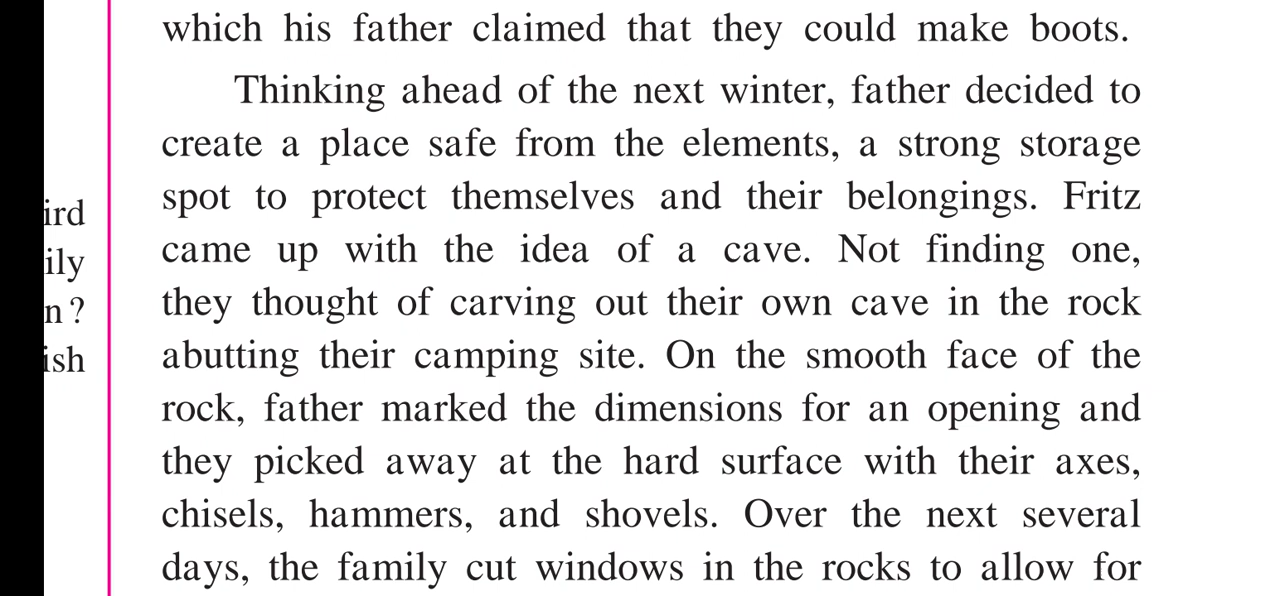 which his father claimed that they could make boots.
Thinking ahead of the next winter, father decided to
create a place safe from the elements, a strong storage
spot to protect themselves and their belongings. Fritz
came up with the idea of a cave. Not finding one,
they thought of carving out their own cave in the rock
abutting their camping site. On the smooth face of the
rock, father marked the dimensions for an opening and
they picked away at the hard surface with their axes,
chisels, hammers, and shovels. Over the next several
days, the family cut windows in the rocks to allow for